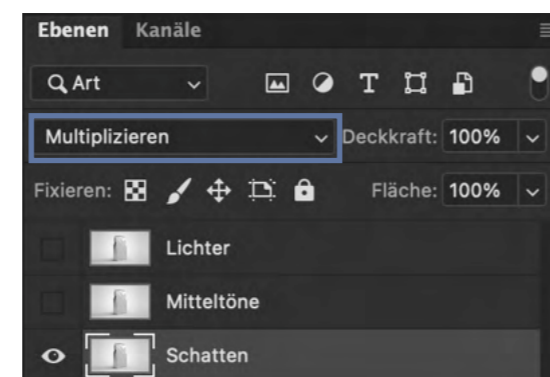 Ebenen Kanäle
Art
Multiplizieren Deckkraft: 100%
Fixieren: Fläche: 100%
Lichter
Mitteltöne
Schatten